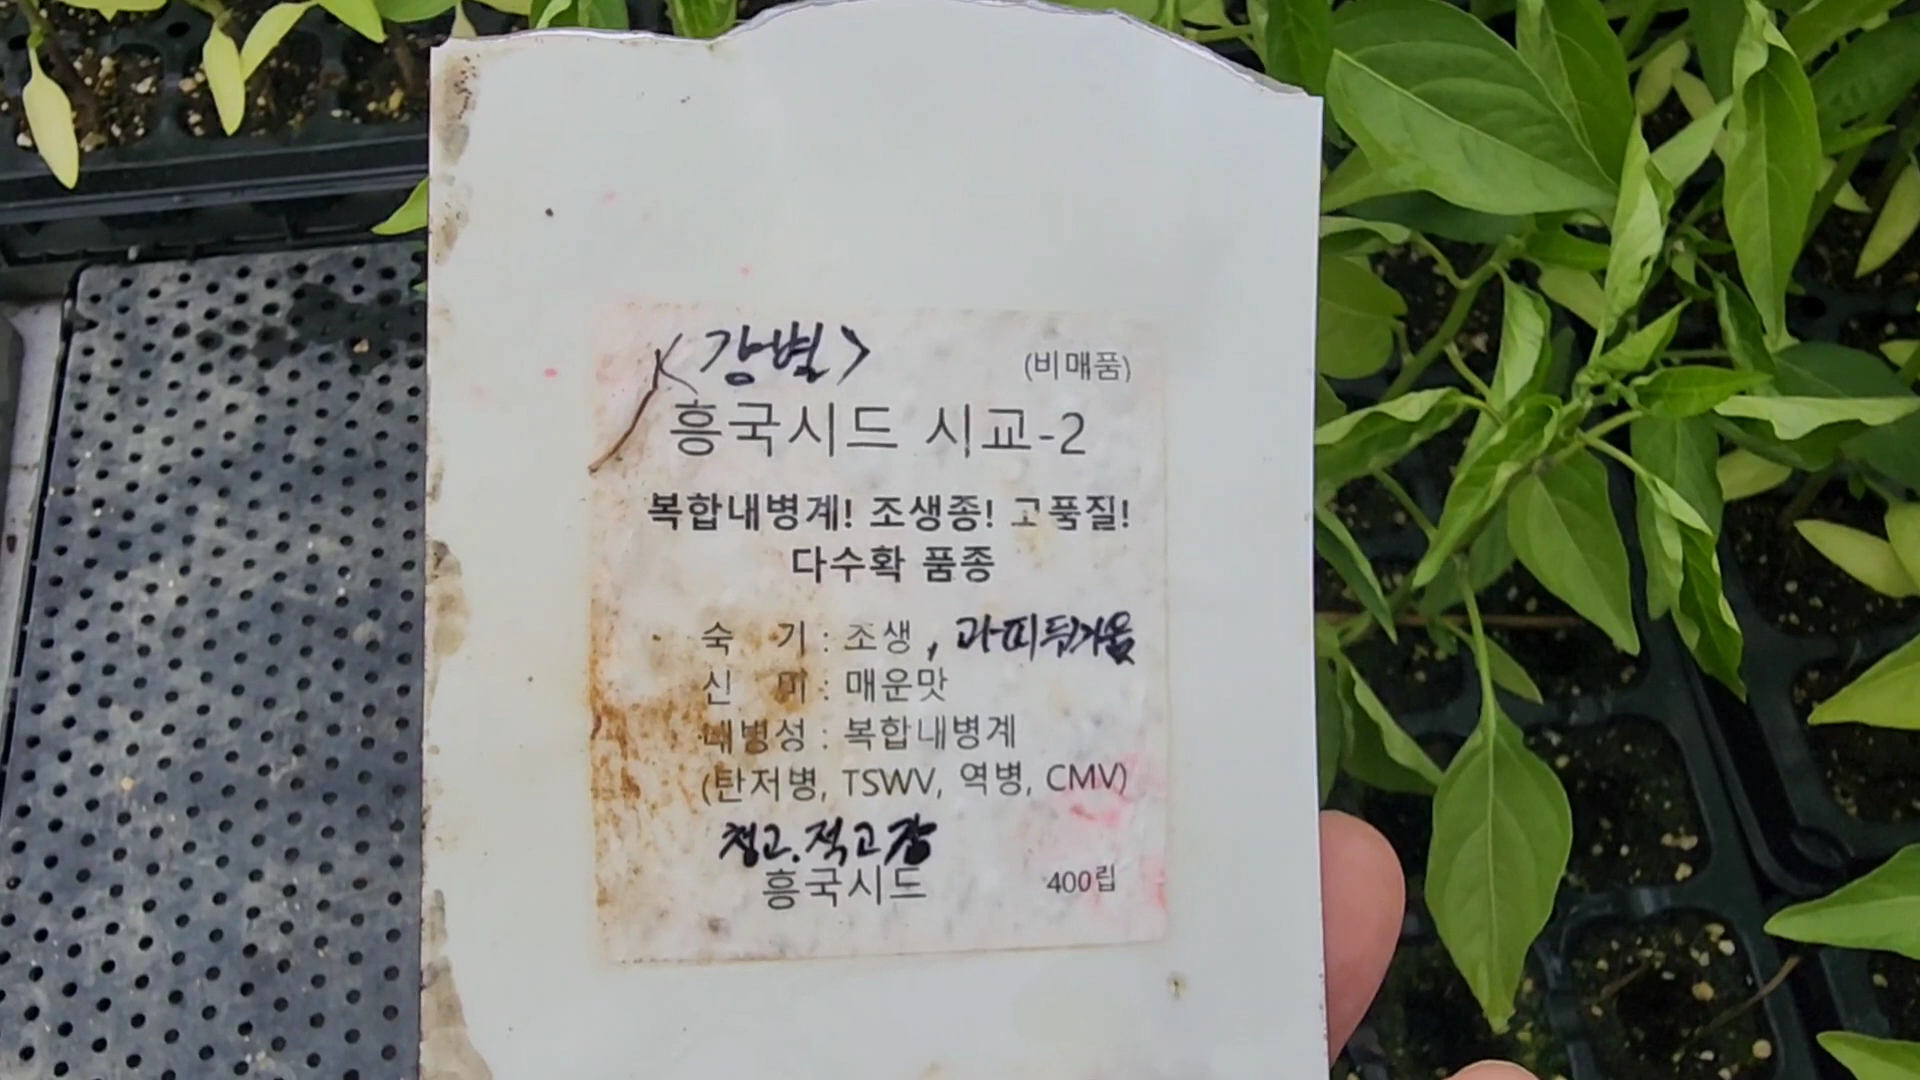 <강별>
(비매품)
흥국시드 시교-2
복합내병계! 조생종! 고품질!
다수확 품종
숙 기 : 조생, 과피두꺼움
신 미 : 매운맛
내병성 : 복합내병계
(탄저병, TSWV, 역병, CMV)
청고.적고강
흥국시드
400립